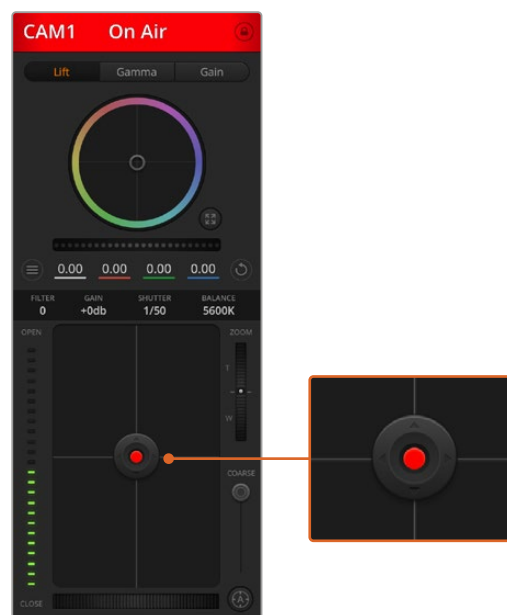 CAM1 On Air
Lift Gamma Gain
0.00 0.00 0.00 0.00
FILTER GAIN SHUTTER BALANCE
0 +0db 1/50 5600K
OPEN ZOOM
T
W
COARSE
CLOSE A